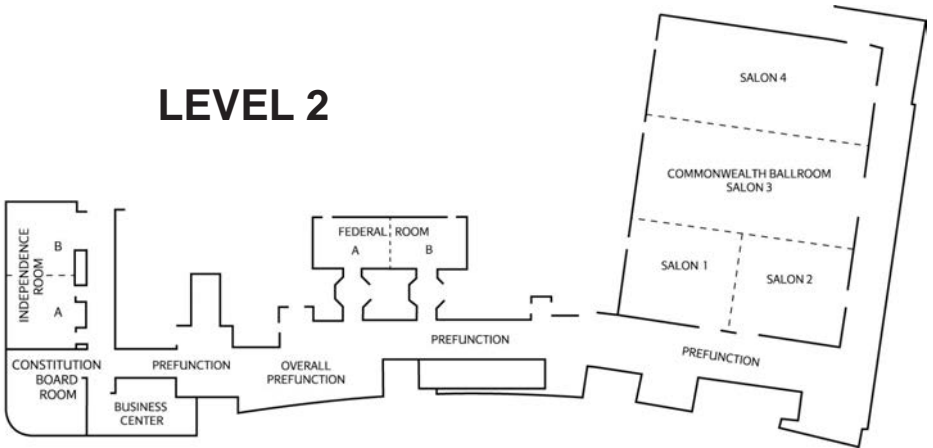 LEVEL 2
SALON 4
COMMONWEALTH BALLROOM
SALON 3
SALON 1
SALON 2
FEDERAL ROOM
A
B
INDEPENDENCE
ROOM
B
A
CONSTITUTION
BOARD
ROOM
PREFUNCTION
OVERALL
PREFUNCTION
PREFUNCTION
PREFUNCTION
BUSINESS
CENTER